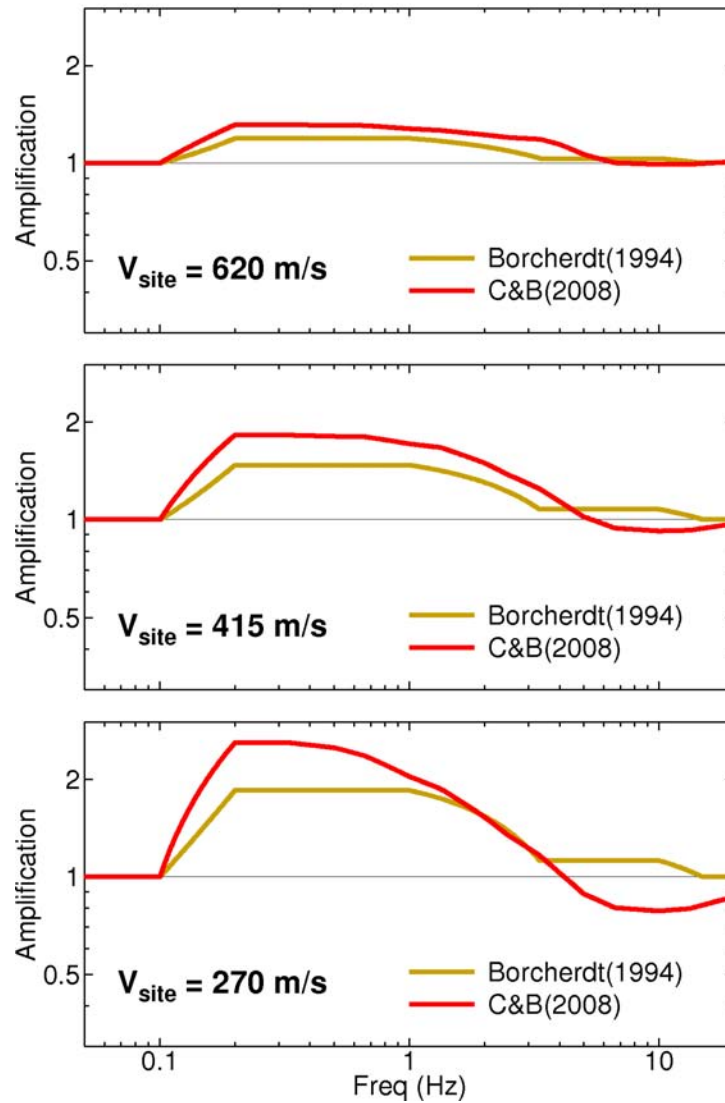 2
1
0.5
Amplification
V_site = 620 m/s
Borcherdt(1994)
C&B(2008)
2
1
0.5
Amplification
V_site = 415 m/s
Borcherdt(1994)
C&B(2008)
2
1
0.5
Amplification
V_site = 270 m/s
Borcherdt(1994)
C&B(2008)
0.1 1 10
Freq (Hz)